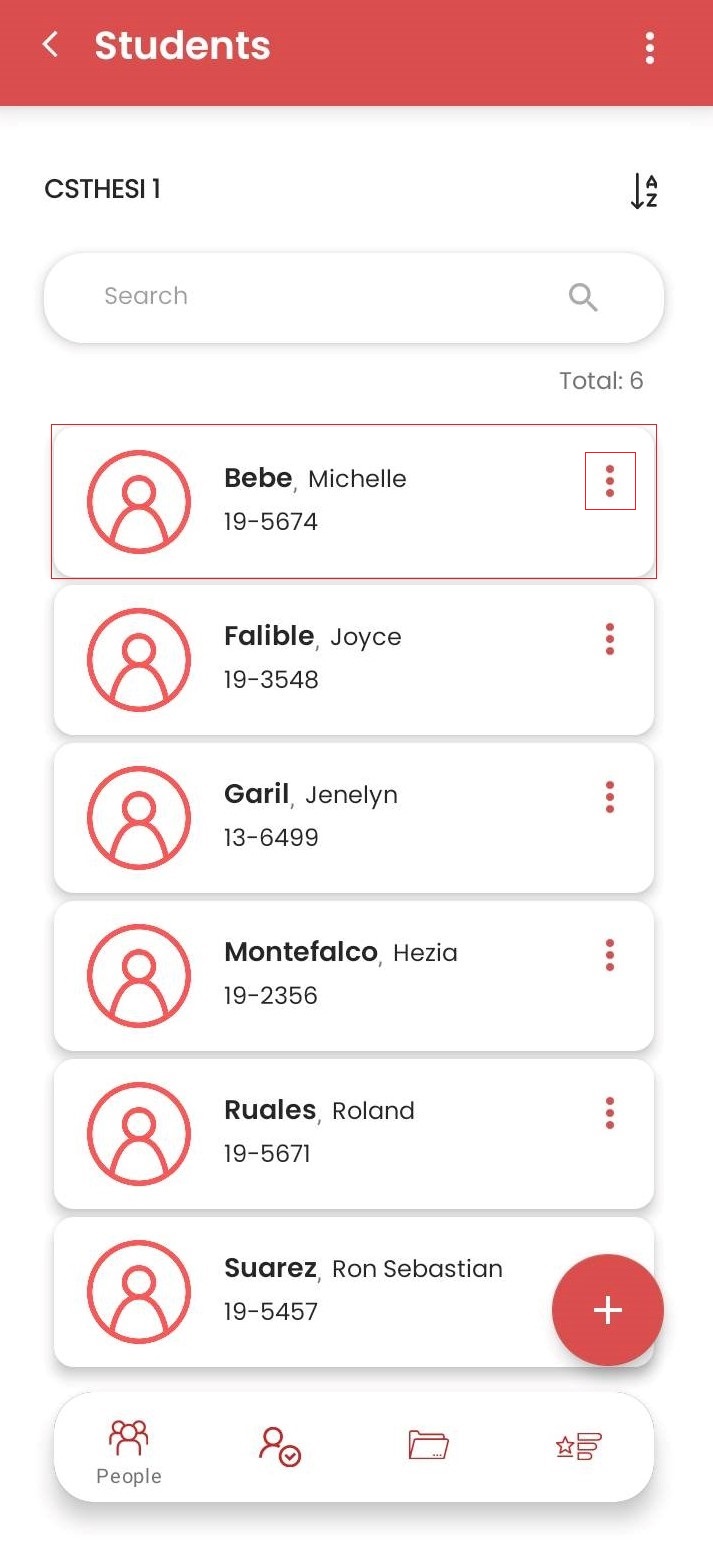 Students
CSTHESI 1
Search
Total: 6
Bebe, Michelle
19-5674
Falible, Joyce
19-3548
Garil, Jenelyn
13-6499
Montefalco, Hezia
19-2356
Ruales, Roland
19-5671
Suarez, Ron Sebastian
19-5457
People